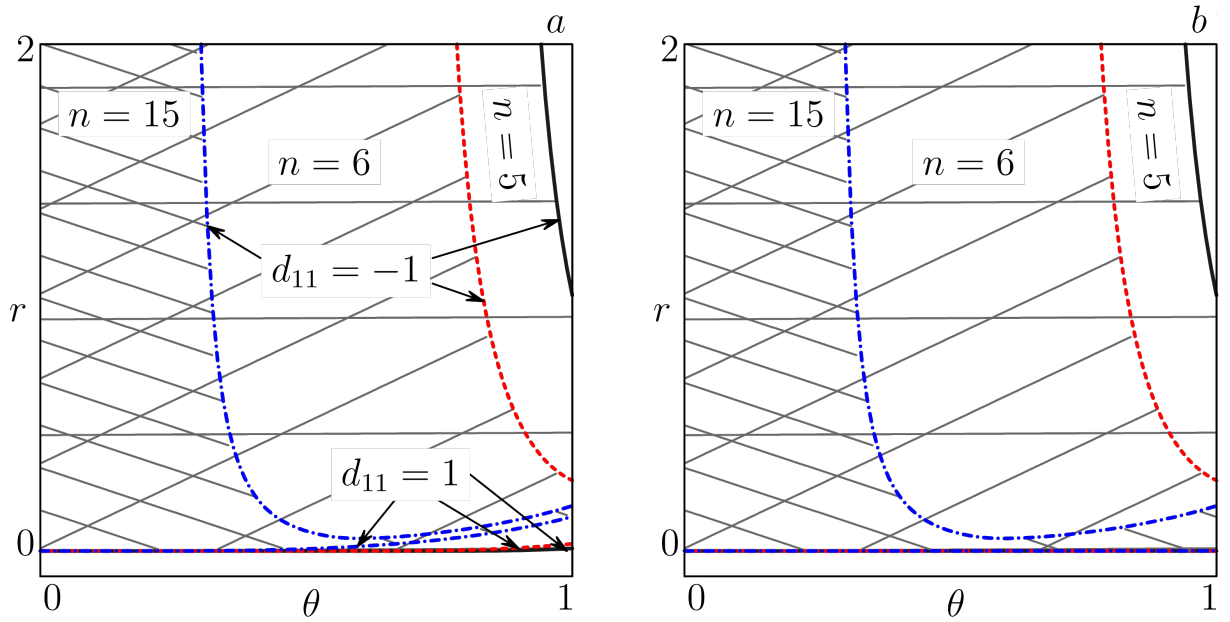 a
2
n = 15
n = 6
n = 5
d₁₁ = −1
r
d₁₁ = 1
0
0
θ
1
b
2
n = 15
n = 6
n = 5
r
0
0
θ
1